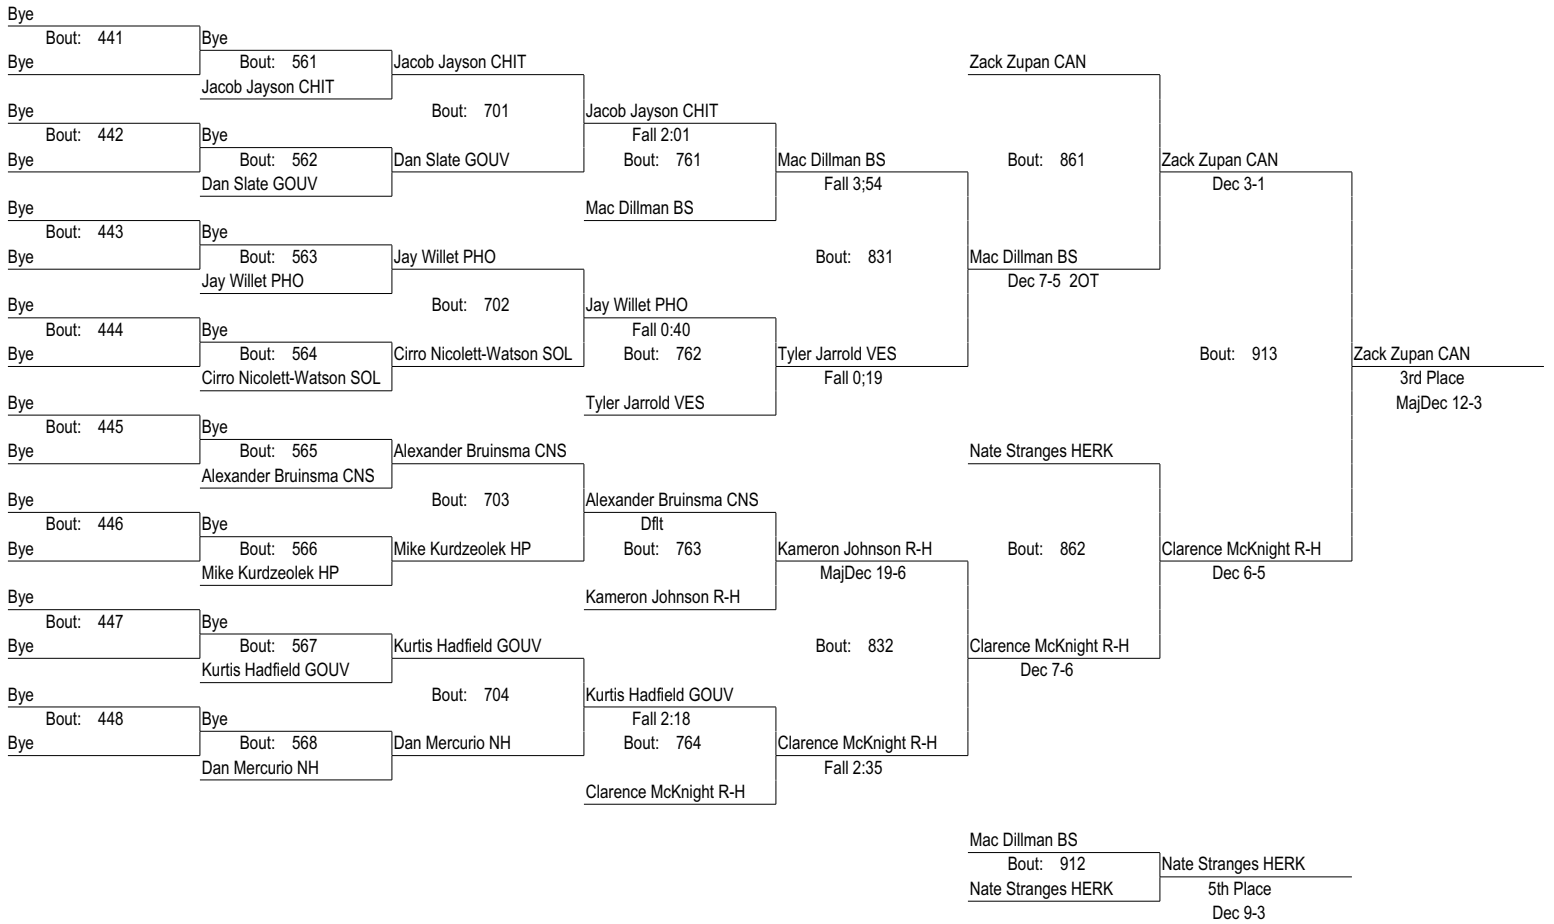 Bye
Bout: 441 Bye
Bye Bout: 561 Jacob Jayson CHIT Zack Zupan CAN
Jacob Jayson CHIT
Bye Bout: 701 Jacob Jayson CHIT
Bout: 442 Bye Fall 2:01
Bye Bout: 562 Dan Slate GOUV Bout: 761 Mac Dillman BS Bout: 861 Zack Zupan CAN
Dan Slate GOUV Fall 3;54 Dec 3-1
Bye Mac Dillman BS
Bout: 443 Bye
Bye Bout: 563 Jay Willet PHO Bout: 831 Mac Dillman BS
Jay Willet PHO Dec 7-5 2OT
Bye Bout: 702 Jay Willet PHO
Bout: 444 Bye Fall 0:40
Bye Bout: 564 Cirro Nicolett-Watson SOL Bout: 762 Tyler Jarrold VES Bout: 913 Zack Zupan CAN
Cirro Nicolett-Watson SOL Fall 0;19 3rd Place
Bye Tyler Jarrold VES MajDec 12-3
Bout: 445 Bye
Bye Bout: 565 Alexander Bruinsma CNS Nate Stranges HERK
Alexander Bruinsma CNS
Bye Bout: 703 Alexander Bruinsma CNS
Bout: 446 Bye Dflt
Bye Bout: 566 Mike Kurdzeolek HP Bout: 763 Kameron Johnson R-H Bout: 862 Clarence McKnight R-H
Mike Kurdzeolek HP MajDec 19-6 Dec 6-5
Bye Kameron Johnson R-H
Bout: 447 Bye
Bye Bout: 567 Kurtis Hadfield GOUV Bout: 832 Clarence McKnight R-H
Kurtis Hadfield GOUV Dec 7-6
Bye Bout: 704 Kurtis Hadfield GOUV
Bout: 448 Bye Fall 2:18
Bye Bout: 568 Dan Mercurio NH Bout: 764 Clarence McKnight R-H
Dan Mercurio NH Fall 2:35
Clarence McKnight R-H
Mac Dillman BS
Bout: 912 Nate Stranges HERK
Nate Stranges HERK 5th Place
Dec 9-3